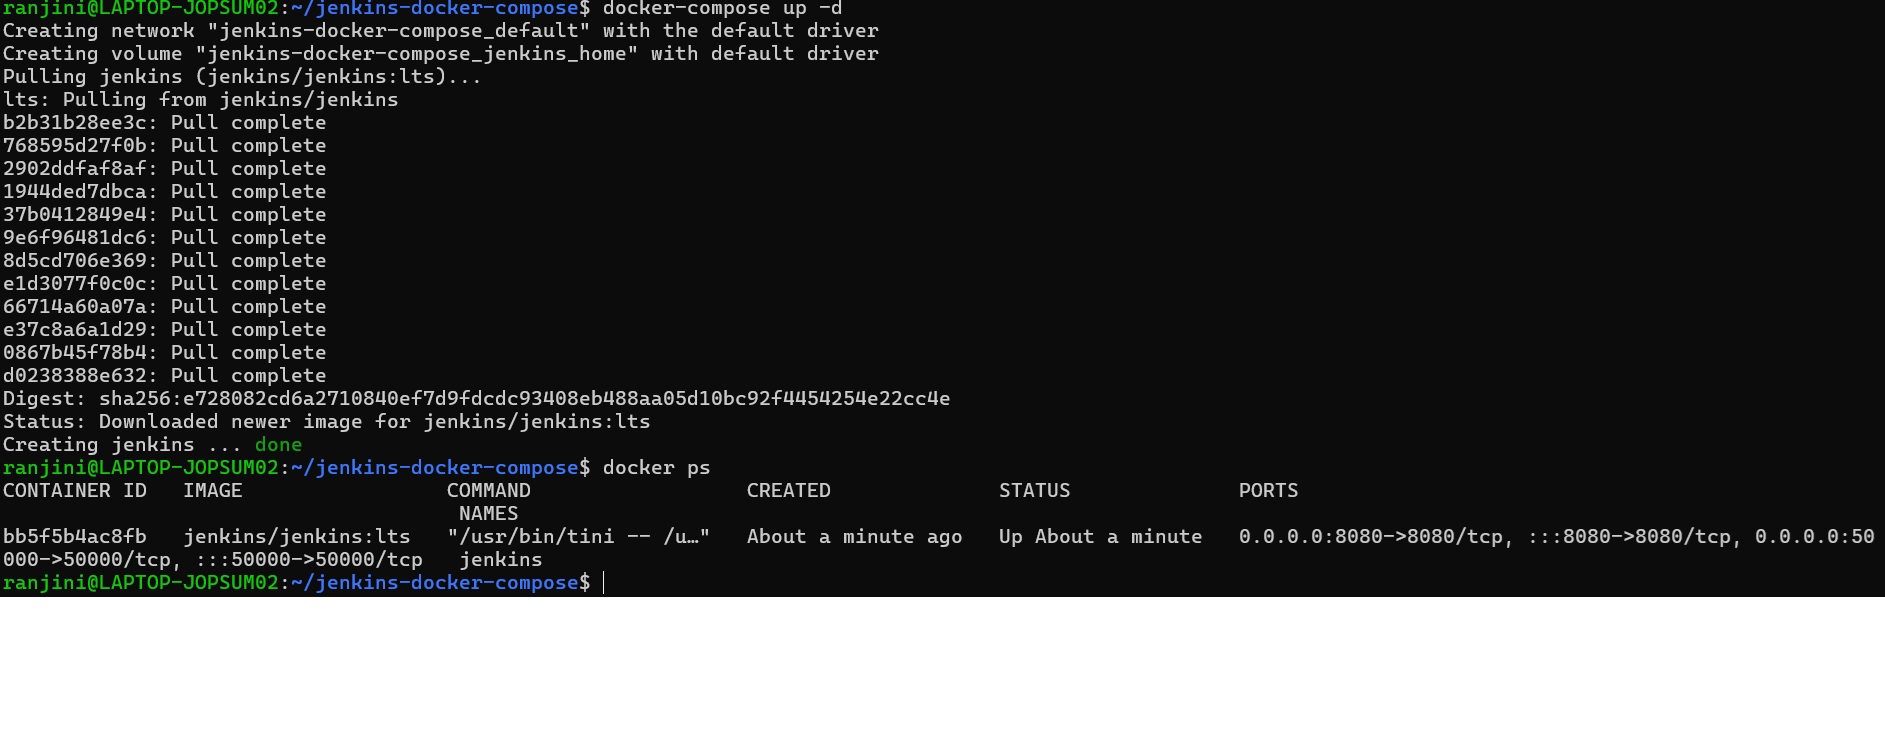 ranjini@LAPTOP-JOPSUM02:~/jenkins-docker-compose$ docker-compose up -d
Creating network "jenkins-docker-compose_default" with the default driver
Creating volume "jenkins-docker-compose_jenkins_home" with default driver
Pulling jenkins (jenkins/jenkins:lts)...
lts: Pulling from jenkins/jenkins
b2b31b28ee3c: Pull complete
768595d27f0b: Pull complete
2902ddfaf8af: Pull complete
1944ded7dbca: Pull complete
37b0412849e4: Pull complete
9e6f96481dc6: Pull complete
8d5cd706e369: Pull complete
e1d3077f0c0c: Pull complete
66714a60a07a: Pull complete
e37c8a6a1d29: Pull complete
0867b45f78b4: Pull complete
d0238388e632: Pull complete
Digest: sha256:e728082cd6a2710840ef7d9fdcdc93408eb488aa05d10bc92f4454254e22cc4e
Status: Downloaded newer image for jenkins/jenkins:lts
Creating jenkins ... done
ranjini@LAPTOP-JOPSUM02:~/jenkins-docker-compose$ docker ps
CONTAINER ID   IMAGE                 COMMAND                  CREATED              STATUS              PORTS
NAMES
bb5f5b4ac8fb   jenkins/jenkins:lts   "/usr/bin/tini -- /u…"   About a minute ago   Up About a minute   0.0.0.0:8080->8080/tcp, :::8080->8080/tcp, 0.0.0.0:50
000->50000/tcp, :::50000->50000/tcp   jenkins
ranjini@LAPTOP-JOPSUM02:~/jenkins-docker-compose$